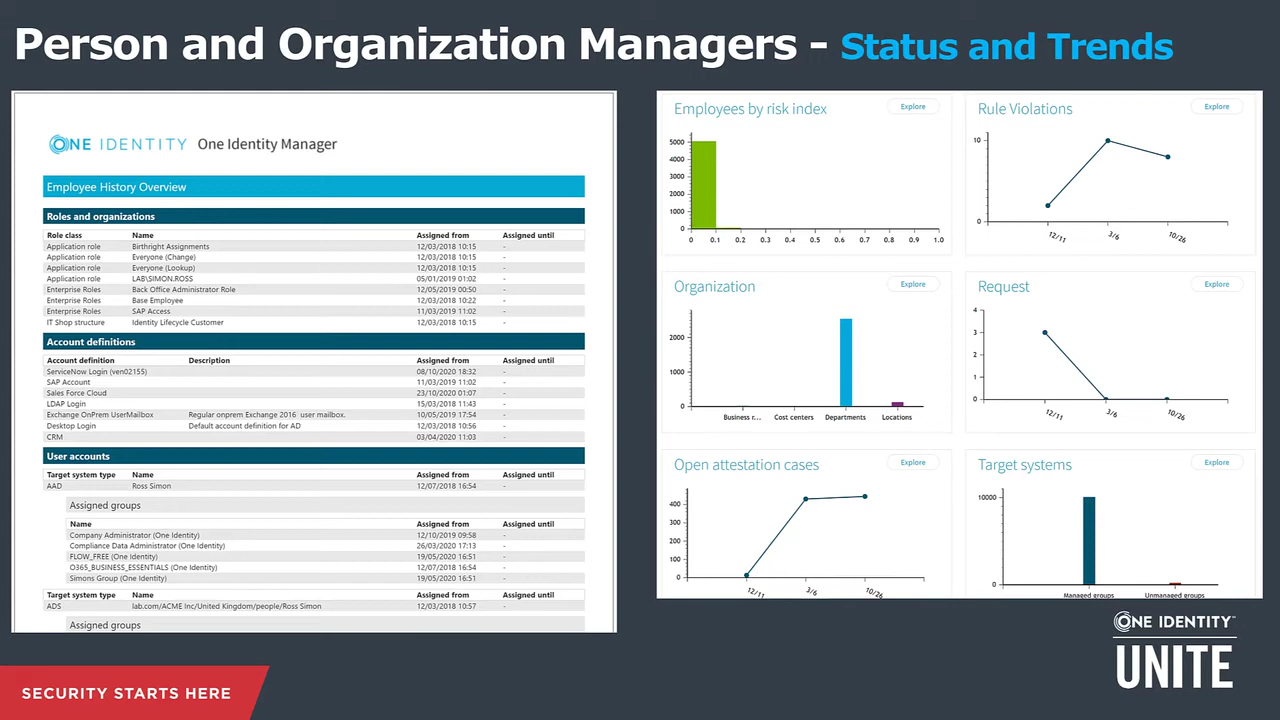 Person and Organization Managers - Status and Trends
ONE IDENTITY One Identity Manager
Employee History Overview
Roles and organizations
Role class Name Assigned from Assigned until
Application role Birthright Assignments 12/03/2018 10:15 -
Application role Everyone (Change) 12/03/2018 10:15 -
Application role Everyone (Lookup) 12/03/2018 10:15 -
Application role LAB\SIMON.ROSS 05/01/2019 01:02 -
Enterprise Roles Back Office Administrator Role 12/05/2019 00:50 -
Enterprise Roles Base Employee 12/03/2018 10:22 -
Enterprise Roles SAP Access 11/03/2019 11:02 -
IT Shop structure Identity Lifecycle Customer 12/03/2018 10:15 -
Account definitions
Account definition Description Assigned from Assigned until
ServiceNow Login (ven02155) 08/10/2020 18:32 -
SAP Account 11/03/2019 11:02 -
Sales Force Cloud 23/10/2020 01:07 -
LDAP Login 15/03/2018 11:43 -
Exchange OnPrem UserMailbox Regular onprem Exchange 2016 user mailbox. 10/05/2019 17:54 -
Desktop Login Default account definition for AD 12/03/2018 10:56 -
CRM 03/04/2020 11:03 -
User accounts
Target system type Name Assigned from Assigned until
AAD Ross Simon 12/07/2018 16:54 -
Assigned groups
Name Assigned from Assigned until
Company Administrator (One Identity) 12/10/2019 09:58 -
Compliance Data Administrator (One Identity) 26/03/2020 17:13 -
FLOW_FREE (One Identity) 19/05/2020 16:51 -
O365_BUSINESS_ESSENTIALS (One Identity) 12/07/2018 16:54 -
Simons Group (One Identity) 19/05/2020 16:51 -
Target system type Name Assigned from Assigned until
ADS lab.com/ACME Inc/United Kingdom/people/Ross Simon 12/03/2018 10:57 -
Assigned groups
Employees by risk index Explore
5000
4000
3000
2000
1000
0
0 0.1 0.2 0.3 0.4 0.5 0.6 0.7 0.8 0.9 1.0
Rule Violations Explore
10
0
12/11 3/6 10/26
Organization Explore
2000
1000
0
Business r... Cost centers Departments Locations
Request Explore
4
3
2
1
0
12/11 3/6 10/26
Open attestation cases Explore
400
300
200
100
0
12/11 3/6 10/26
Target systems Explore
10000
0
Managed groups Unmanaged groups
ONE IDENTITY™
UNITE
SECURITY STARTS HERE